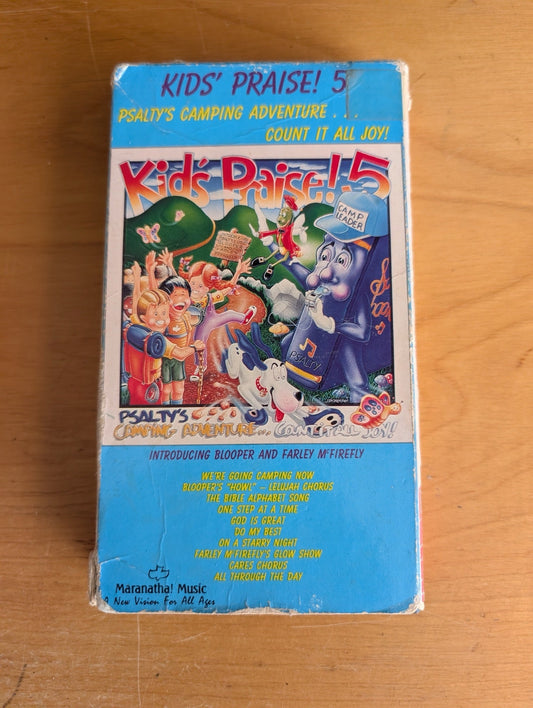 KIDS' PRAISE! 5
PSALTY'S CAMPING ADVENTURE . . .
COUNT IT ALL JOY!
Kids' Praise! 5
CAMP
LEADER
PSALTY
PSALTY'S
CAMPING ADVENTURE... COUNT IT ALL JOY!
INTRODUCING BLOOPER AND FARLEY McFIREFLY
WE'RE GOING CAMPING NOW
BLOOPER'S "HOWL" – LELUJAH CHORUS
THE BIBLE ALPHABET SONG
ONE STEP AT A TIME
GOD IS GREAT
DO MY BEST
ON A STARRY NIGHT
FARLEY McFIREFLY'S GLOW SHOW
CARES CHORUS
ALL THROUGH THE DAY
Maranatha! Music
A New Vision For All Ages